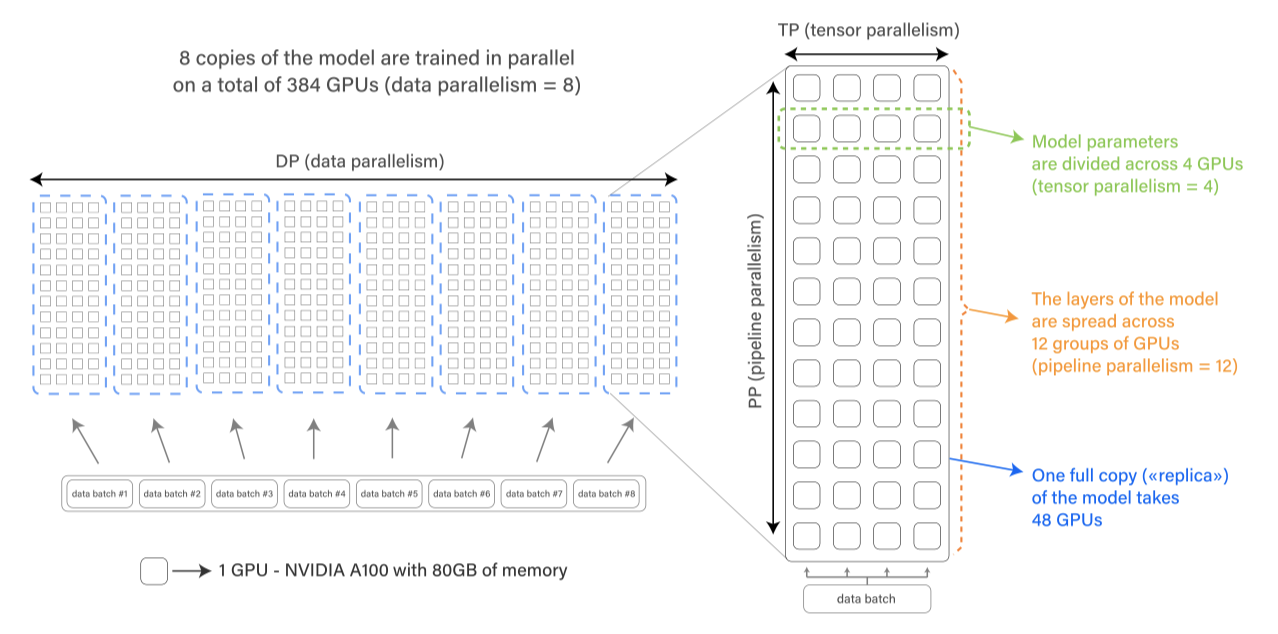 8 copies of the model are trained in parallel
on a total of 384 GPUs (data parallelism = 8)
DP (data parallelism)
data batch #1
data batch #2
data batch #3
data batch #4
data batch #5
data batch #6
data batch #7
data batch #8
1 GPU - NVIDIA A100 with 80GB of memory
TP (tensor parallelism)
PP (pipeline parallelism)
Model parameters
are divided across 4 GPUs
(tensor parallelism = 4)
The layers of the model
are spread across
12 groups of GPUs
(pipeline parallelism = 12)
One full copy («replica»)
of the model takes
48 GPUs
data batch